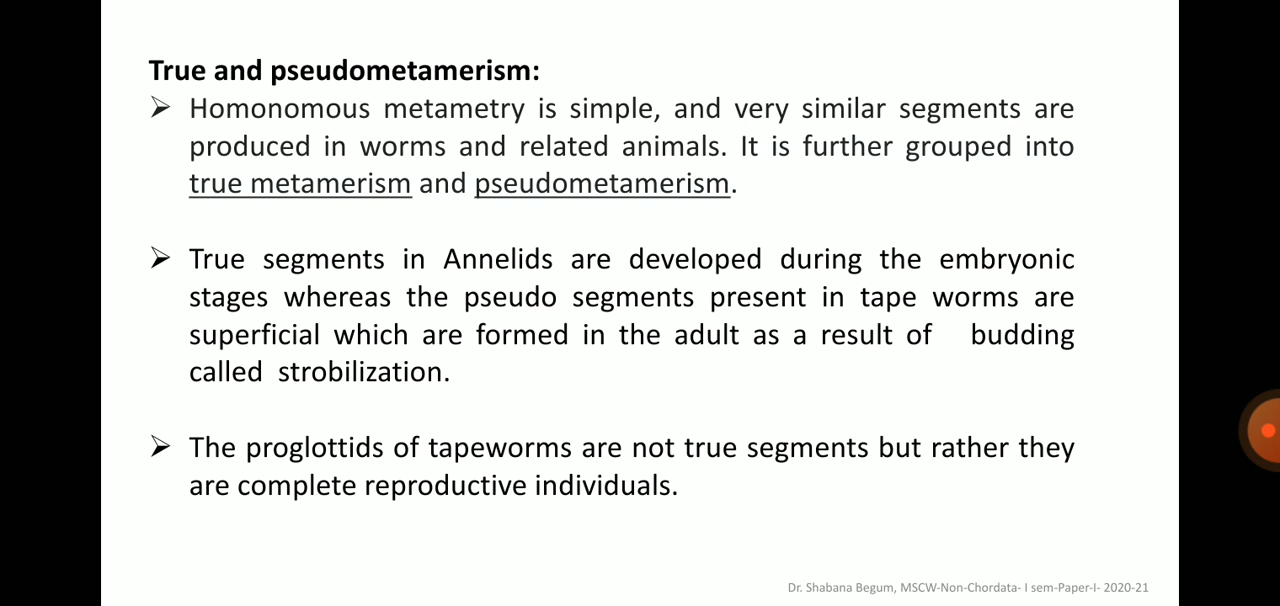 True and pseudometamerism:
➢ Homonomous metametry is simple, and very similar segments are
produced in worms and related animals. It is further grouped into
true metamerism and pseudometamerism.
➢ True segments in Annelids are developed during the embryonic
stages whereas the pseudo segments present in tape worms are
superficial which are formed in the adult as a result of budding
called strobilization.
➢ The proglottids of tapeworms are not true segments but rather they
are complete reproductive individuals.
Dr. Shabana Begum, MSCW-Non-Chordata- I sem-Paper-I- 2020-21